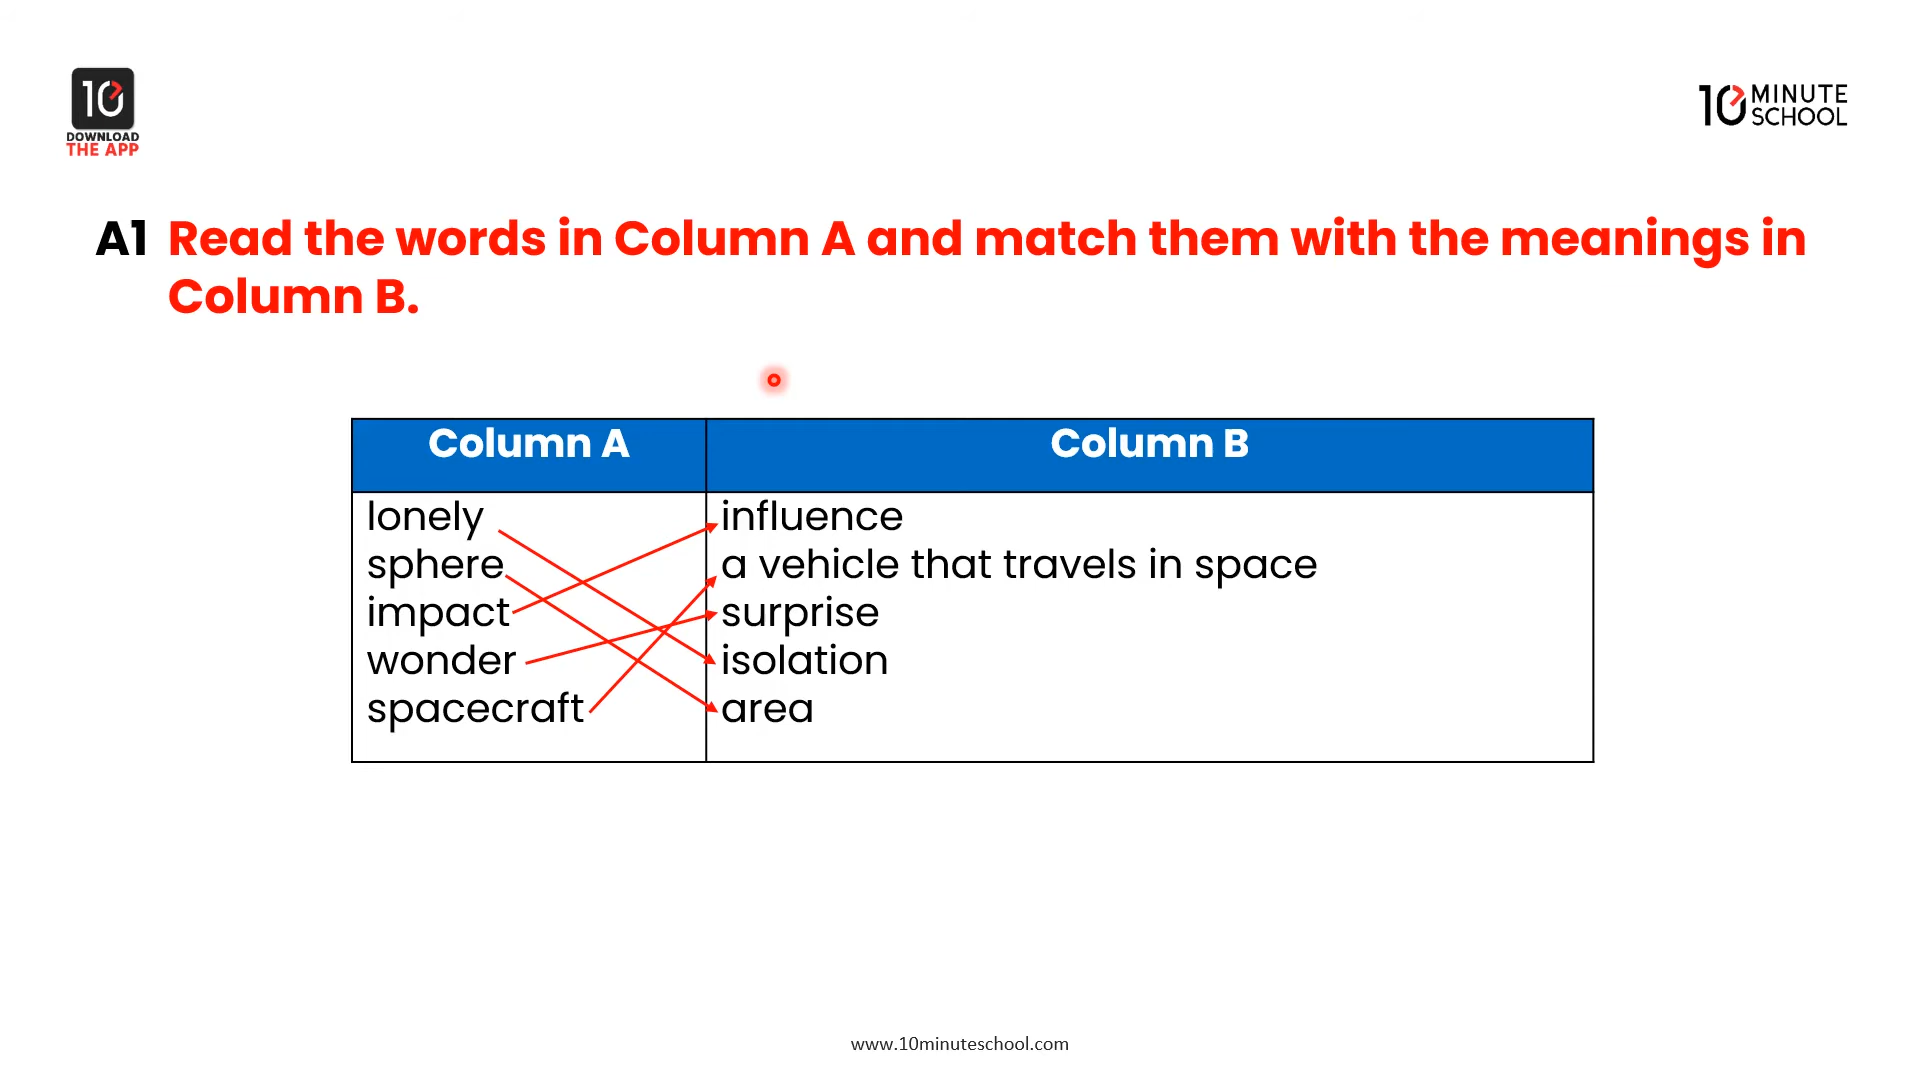 10
DOWNLOAD
THE APP
10 MINUTE
SCHOOL
A1 Read the words in Column A and match them with the meanings in
Column B.
Column A Column B
lonely influence
sphere a vehicle that travels in space
impact surprise
wonder isolation
spacecraft area
www.10minuteschool.com